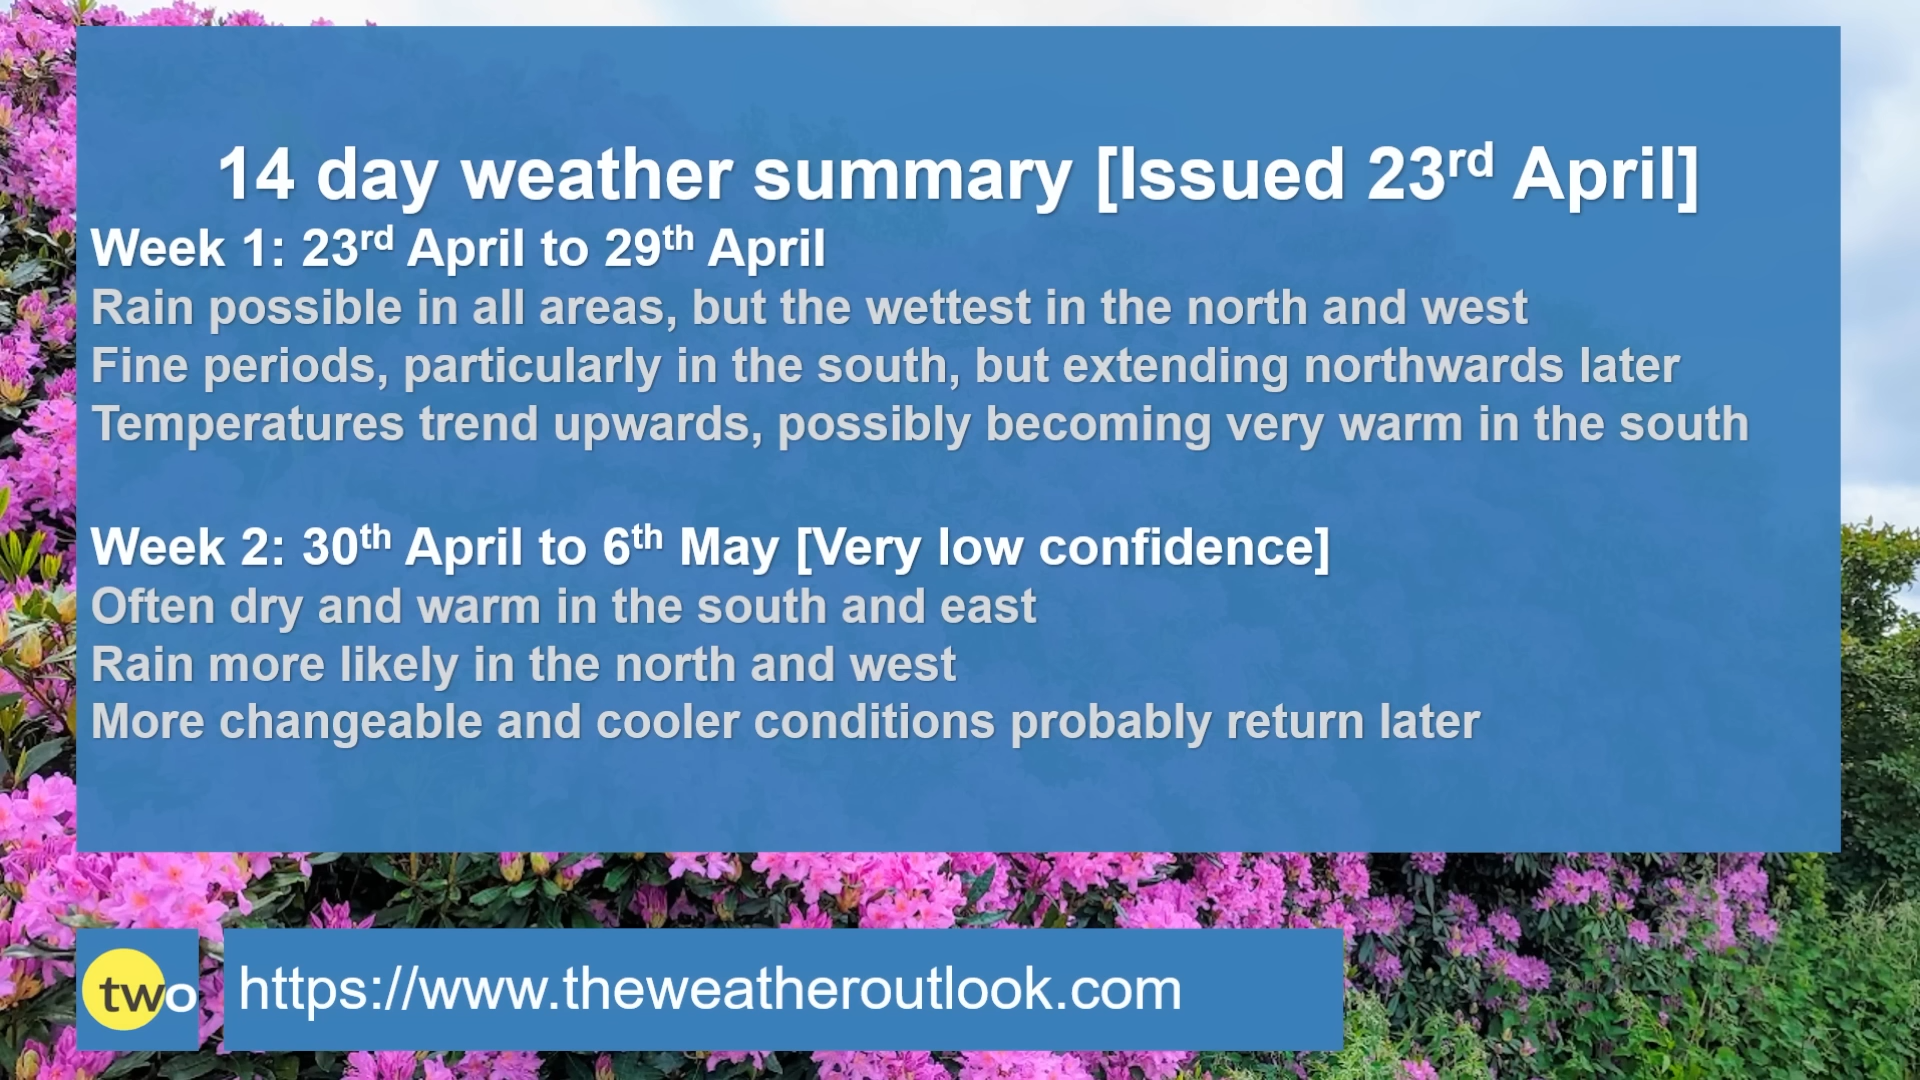 14 day weather summary [Issued 23rd April]
Week 1: 23rd April to 29th April
Rain possible in all areas, but the wettest in the north and west
Fine periods, particularly in the south, but extending northwards later
Temperatures trend upwards, possibly becoming very warm in the south
Week 2: 30th April to 6th May [Very low confidence]
Often dry and warm in the south and east
Rain more likely in the north and west
More changeable and cooler conditions probably return later
two
https://www.theweatheroutlook.com